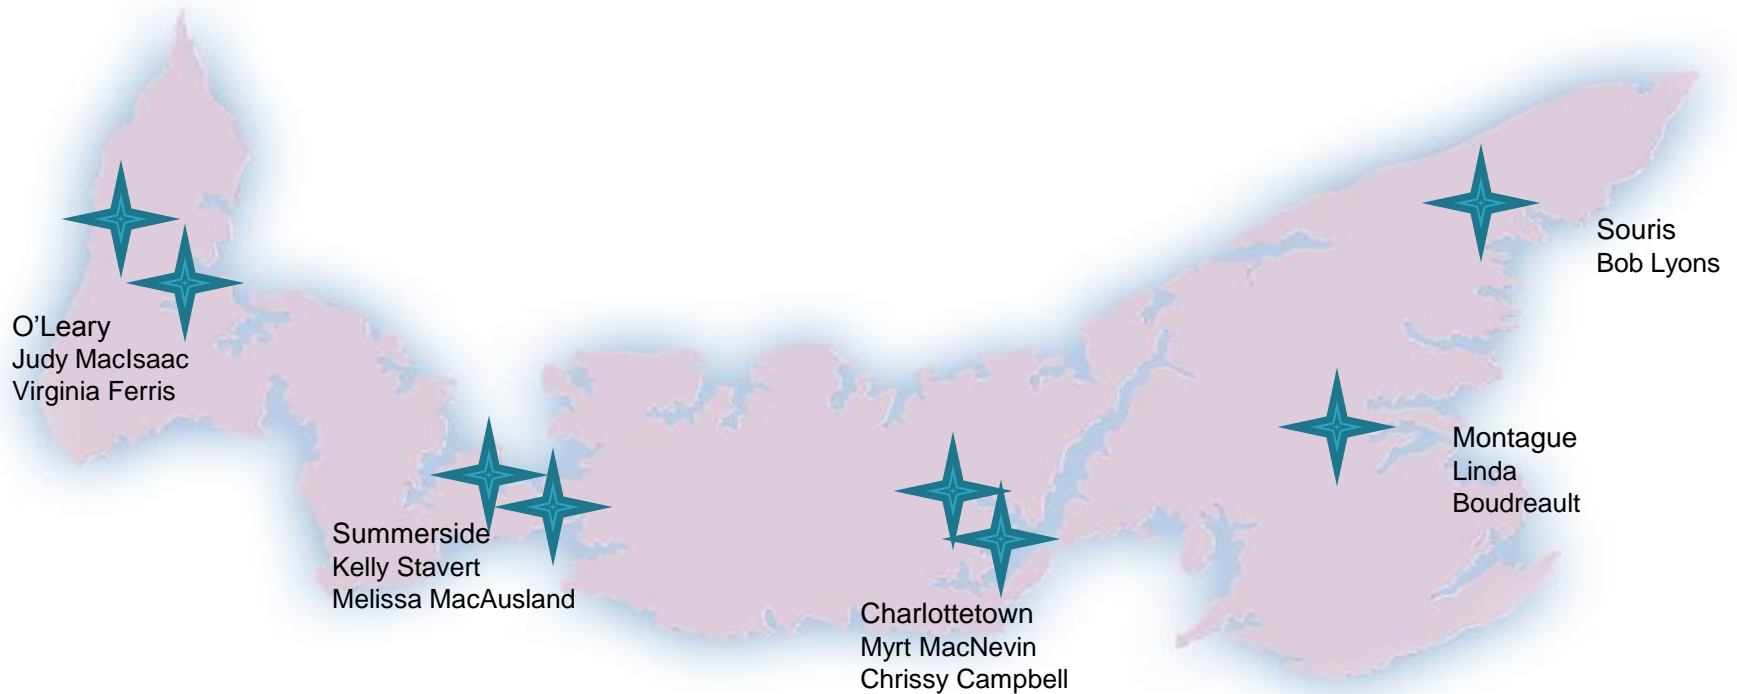 O’Leary
Judy MacIsaac
Virginia Ferris
Summerside
Kelly Stavert
Melissa MacAusland
Charlottetown
Myrt MacNevin
Chrissy Campbell
Montague
Linda
Boudreault
Souris
Bob Lyons